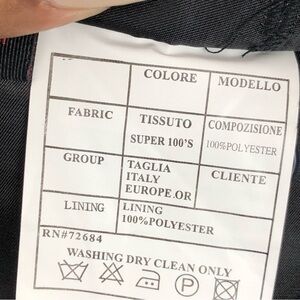 COLORE MODELLO
FABRIC TISSUTO COMPOZISIONE
SUPER 100'S 100%POLYESTER
GROUP TAGLIA CLIENTE
ITALY
EUROPE.OR
LINING LINING
100%POLYESTER
RN#72684
WASHING DRY CLEAN ONLY
P